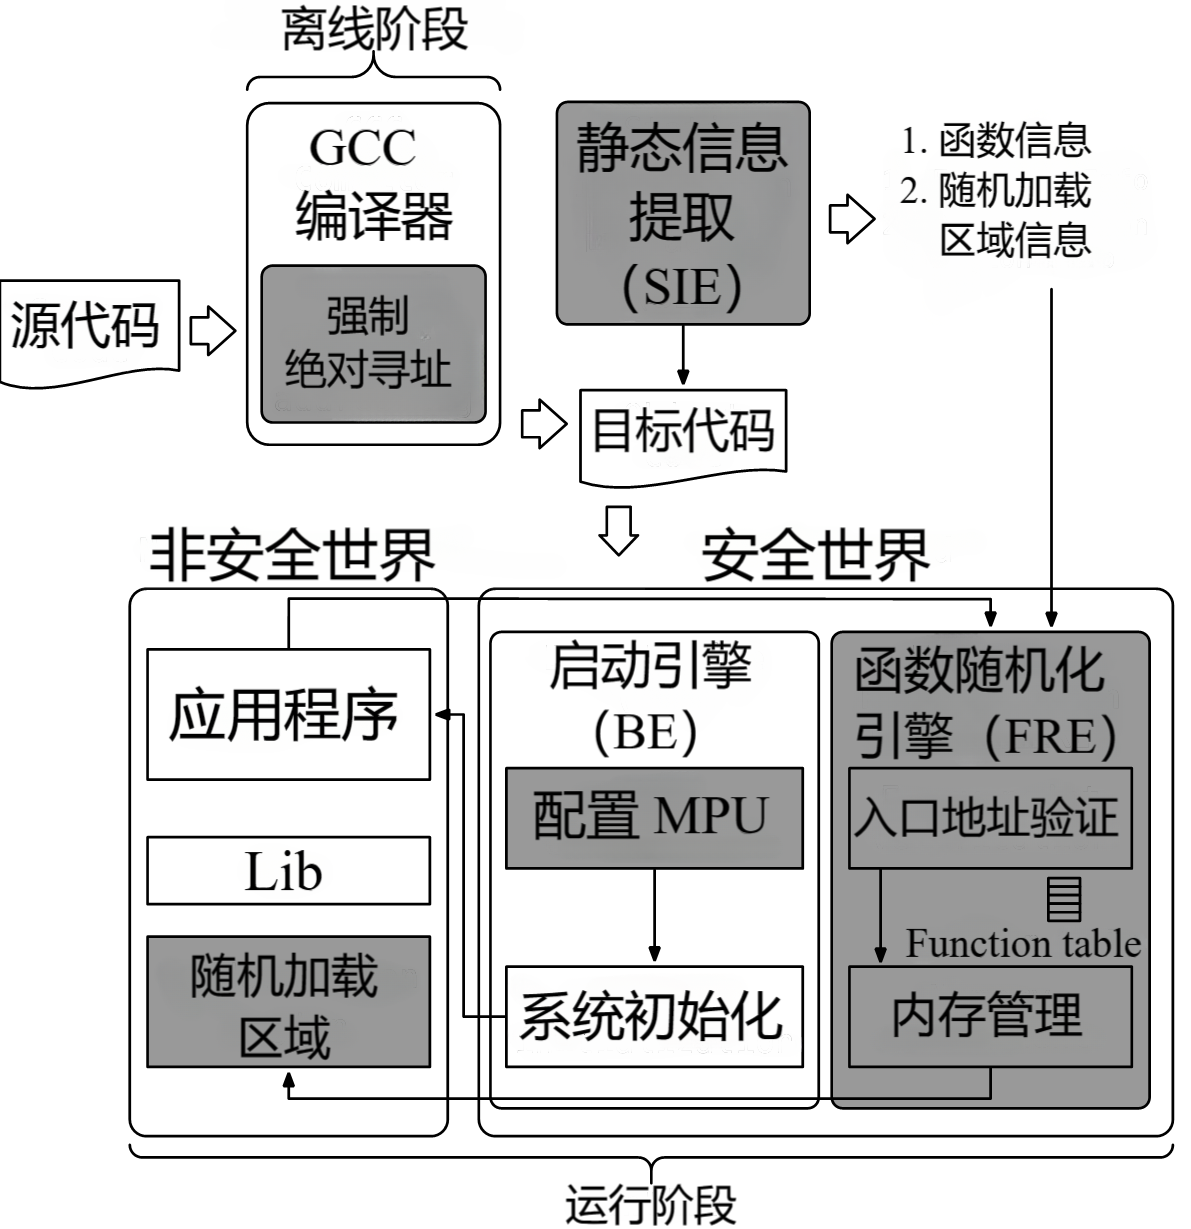 离线阶段
GCC
编译器
强制
绝对寻址
源代码
静态信息
提取
（SIE）
1. 函数信息
2. 随机加载
区域信息
目标代码
非安全世界
安全世界
应用程序
Lib
随机加载
区域
启动引擎
（BE）
配置 MPU
系统初始化
函数随机化
引擎（FRE）
入口地址验证
Function table
内存管理
运行阶段